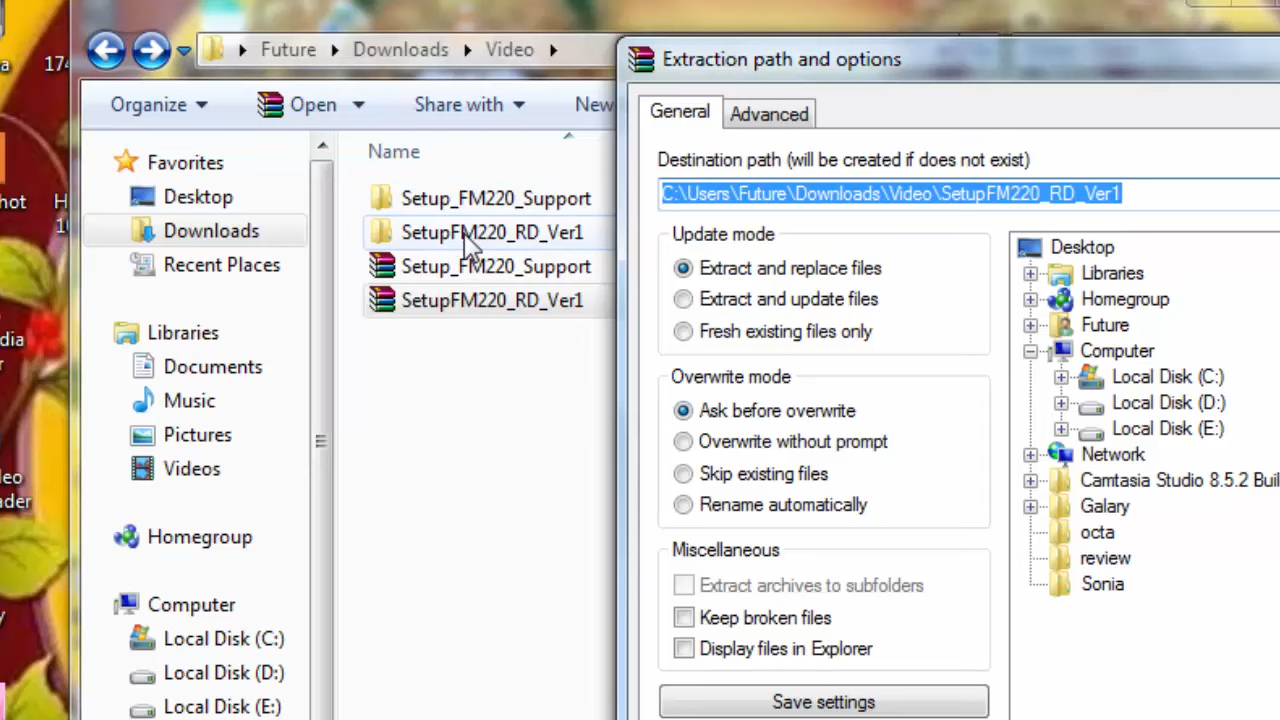 a
174
hot
H
10
dia
r
leo
ader
y
Future
Downloads
Video
Organize
Open
Share with
New
Favorites
Desktop
Downloads
Recent Places
Libraries
Documents
Music
Pictures
Videos
Homegroup
Computer
Local Disk (C:)
Local Disk (D:)
Local Disk (E:)
Name
Setup_FM220_Support
SetupFM220_RD_Ver1
Setup_FM220_Support
SetupFM220_RD_Ver1
Extraction path and options
General
Advanced
Destination path (will be created if does not exist)
C:\Users\Future\Downloads\Video\SetupFM220_RD_Ver1
Update mode
Extract and replace files
Extract and update files
Fresh existing files only
Overwrite mode
Ask before overwrite
Overwrite without prompt
Skip existing files
Rename automatically
Miscellaneous
Extract archives to subfolders
Keep broken files
Display files in Explorer
Save settings
Desktop
Libraries
Homegroup
Future
Computer
Local Disk (C:)
Local Disk (D:)
Local Disk (E:)
Network
Camtasia Studio 8.5.2 Buil
Galary
octa
review
Sonia